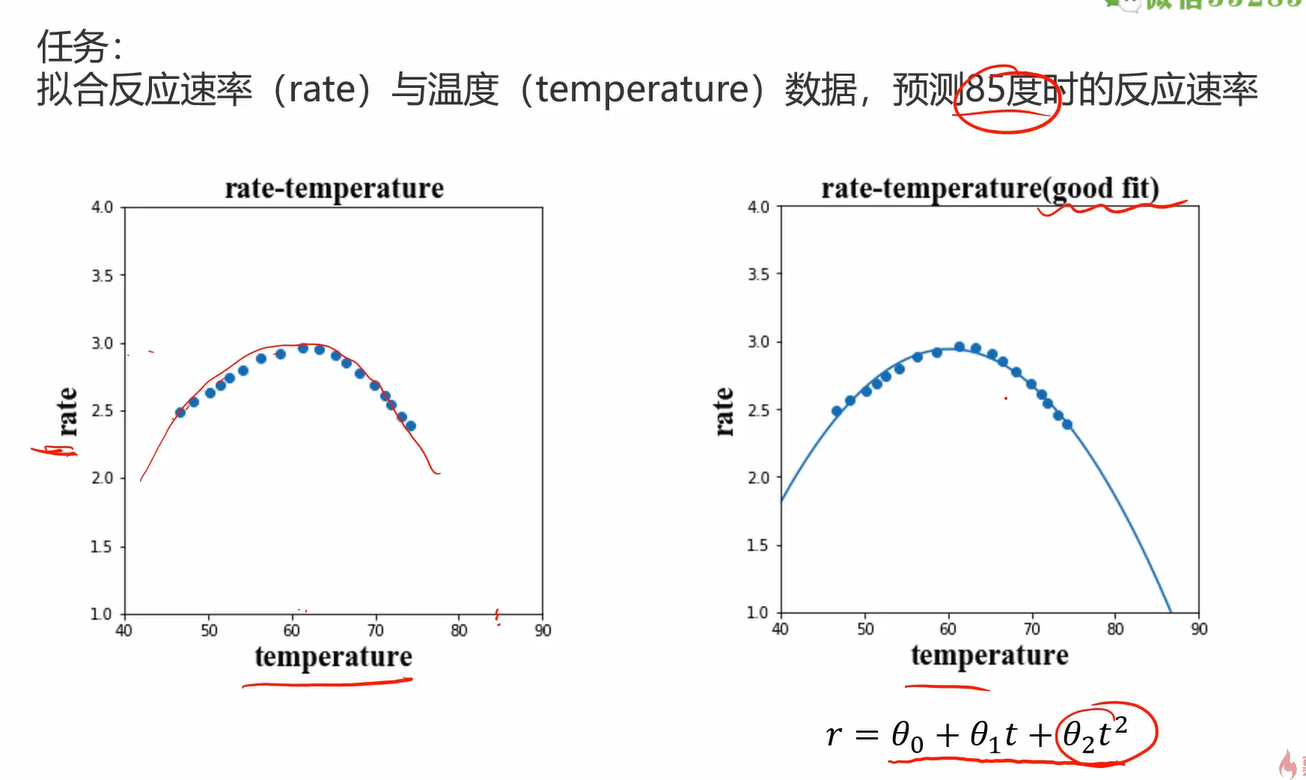 任务：
拟合反应速率（rate）与温度（temperature）数据，预测85度时的反应速率
rate-temperature
4.0
3.5
3.0
2.5
2.0
1.5
1.0
rate
40 50 60 70 80 90
temperature
rate-temperature(good fit)
4.0
3.5
3.0
2.5
2.0
1.5
1.0
rate
40 50 60 70 80 90
temperature
r = θ₀ + θ₁t + θ₂t²